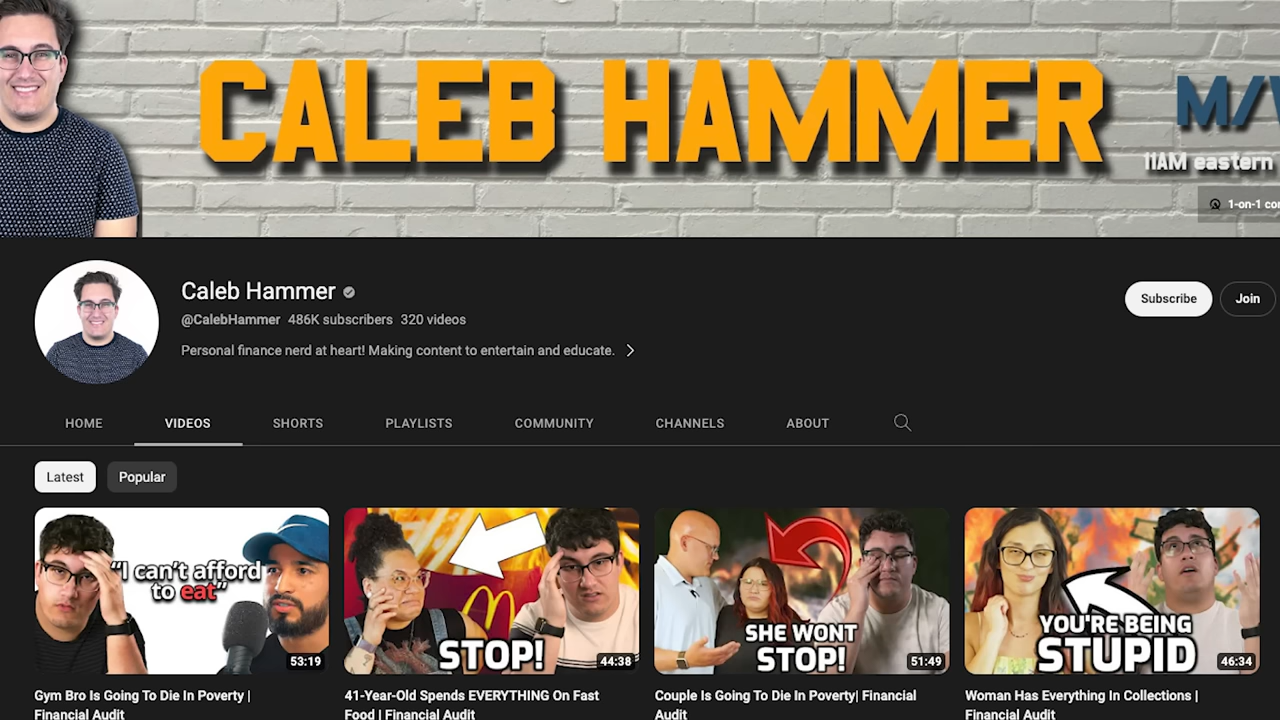 CALEB HAMMER
11AM eastern
1-on-1
Caleb Hammer
@CalebHammer 486K subscribers 320 videos
Personal finance nerd at heart! Making content to entertain and educate.
Subscribe
Join
HOME VIDEOS SHORTS PLAYLISTS COMMUNITY CHANNELS ABOUT
Latest Popular
"I can't afford
to eat"
53:19
STOP!
44:38
SHE WONT
STOP!
51:49
YOU'RE BEING
STUPID
46:34
Gym Bro Is Going To Die In Poverty |
Financial Audit
41-Year-Old Spends EVERYTHING On Fast
Food | Financial Audit
Couple Is Going To Die In Poverty| Financial
Audit
Woman Has Everything In Collections |
Financial Audit